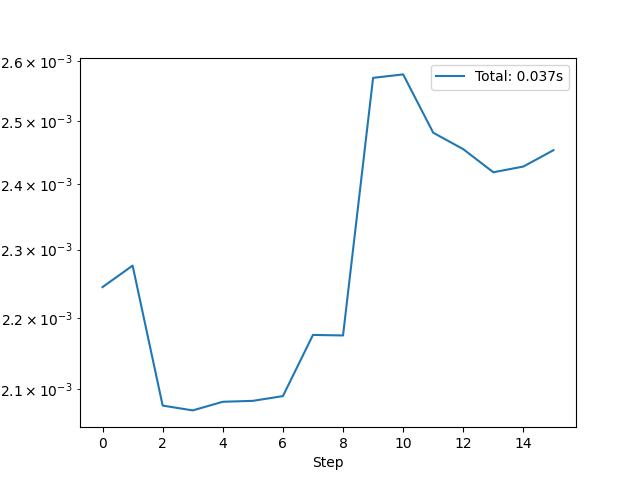 2.6 × 10⁻³
Total: 0.037s
2.5 × 10⁻³
2.4 × 10⁻³
2.3 × 10⁻³
2.2 × 10⁻³
2.1 × 10⁻³
0 2 4 6 8 10 12 14
Step